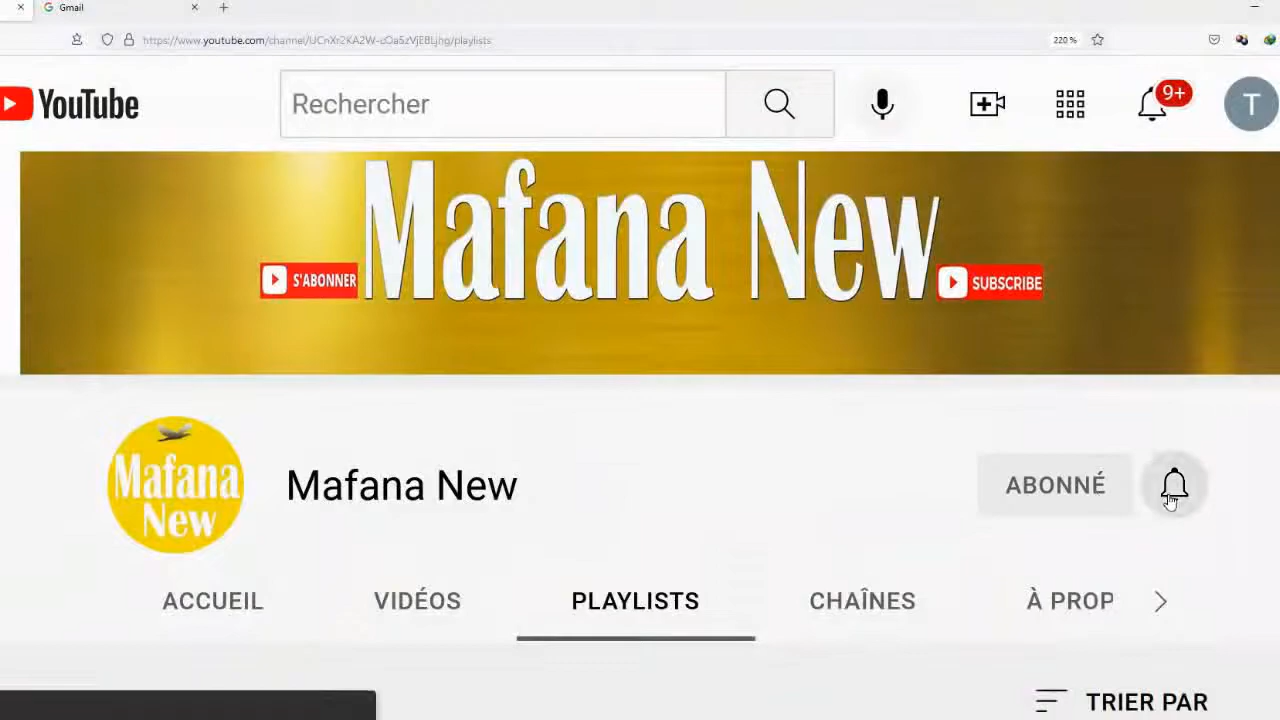 Gmail
220 %
YouTube
Rechercher
9+
T
Mafana New
S'ABONNER
SUBSCRIBE
Mafana
New
Mafana New
ABONNÉ
ACCUEIL
VIDÉOS
PLAYLISTS
CHAÎNES
À PROP
TRIER PAR